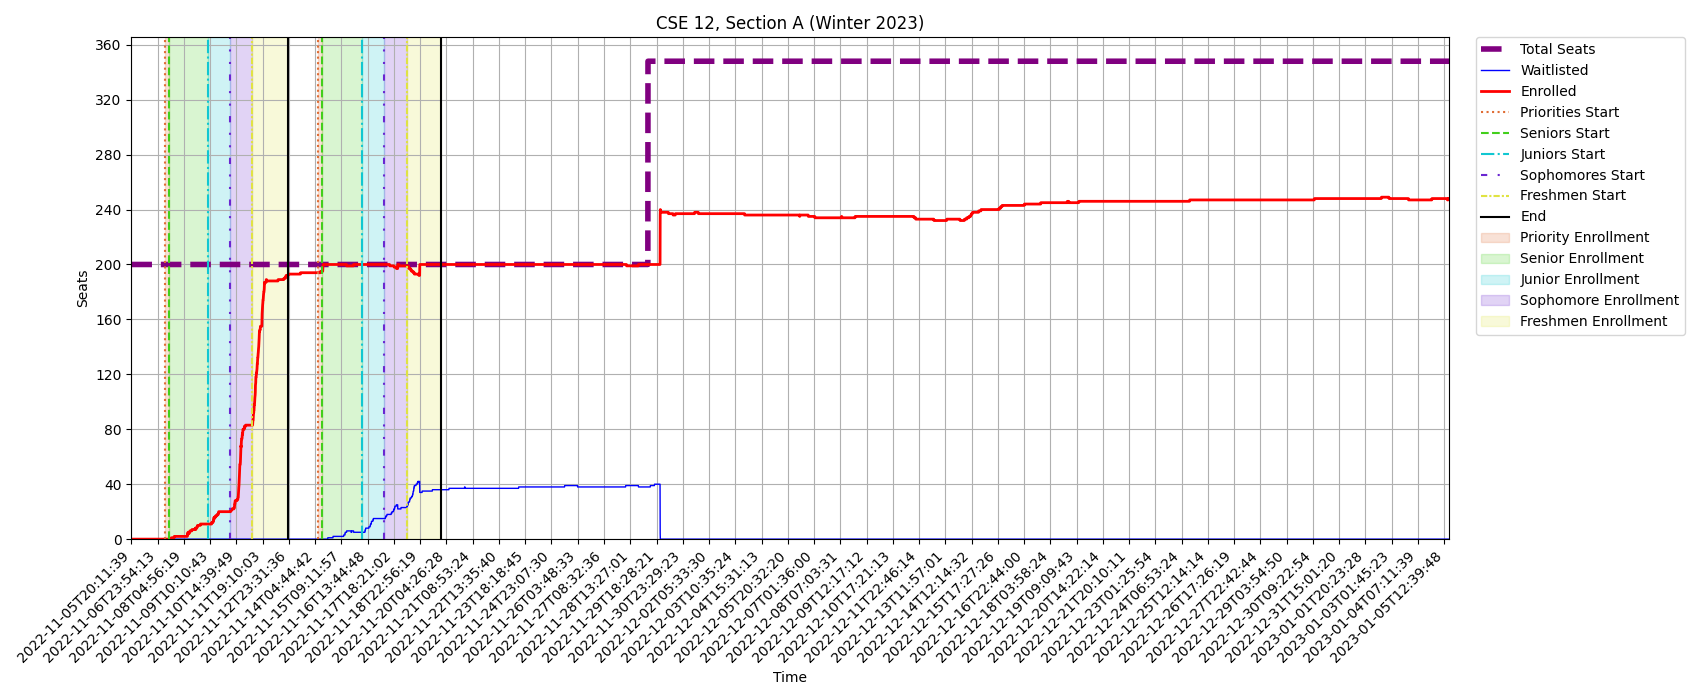 CSE 12, Section A (Winter 2023)
360
320
280
240
200
160
120
80
40
0
Seats
2022-11-05T20:11:39
2022-11-06T23:54:13
2022-11-08T04:56:19
2022-11-09T10:10:43
2022-11-10T14:39:49
2022-11-11T19:10:03
2022-11-12T23:31:36
2022-11-14T04:44:42
2022-11-15T09:11:57
2022-11-16T13:44:48
2022-11-17T18:21:02
2022-11-18T22:56:19
2022-11-20T04:26:28
2022-11-21T08:53:24
2022-11-22T13:35:40
2022-11-23T18:18:45
2022-11-24T23:07:30
2022-11-26T03:48:33
2022-11-27T08:32:36
2022-11-28T13:27:01
2022-11-29T18:28:21
2022-11-30T23:29:23
2022-12-02T05:33:30
2022-12-03T10:35:24
2022-12-04T15:31:13
2022-12-05T20:32:20
2022-12-07T01:36:00
2022-12-08T07:03:31
2022-12-09T12:17:12
2022-12-10T17:21:13
2022-12-11T22:46:14
2022-12-13T11:57:01
2022-12-14T12:14:32
2022-12-15T17:27:26
2022-12-16T22:44:00
2022-12-18T03:58:24
2022-12-19T09:09:43
2022-12-20T14:22:14
2022-12-21T20:10:11
2022-12-23T01:25:54
2022-12-24T06:53:24
2022-12-25T12:14:14
2022-12-26T17:26:19
2022-12-27T22:42:44
2022-12-29T03:54:50
2022-12-30T09:22:54
2022-12-31T15:01:20
2023-01-01T20:23:28
2023-01-03T01:45:23
2023-01-04T07:11:39
2023-01-05T12:39:48
Time
Total Seats
Waitlisted
Enrolled
Priorities Start
Seniors Start
Juniors Start
Sophomores Start
Freshmen Start
End
Priority Enrollment
Senior Enrollment
Junior Enrollment
Sophomore Enrollment
Freshmen Enrollment